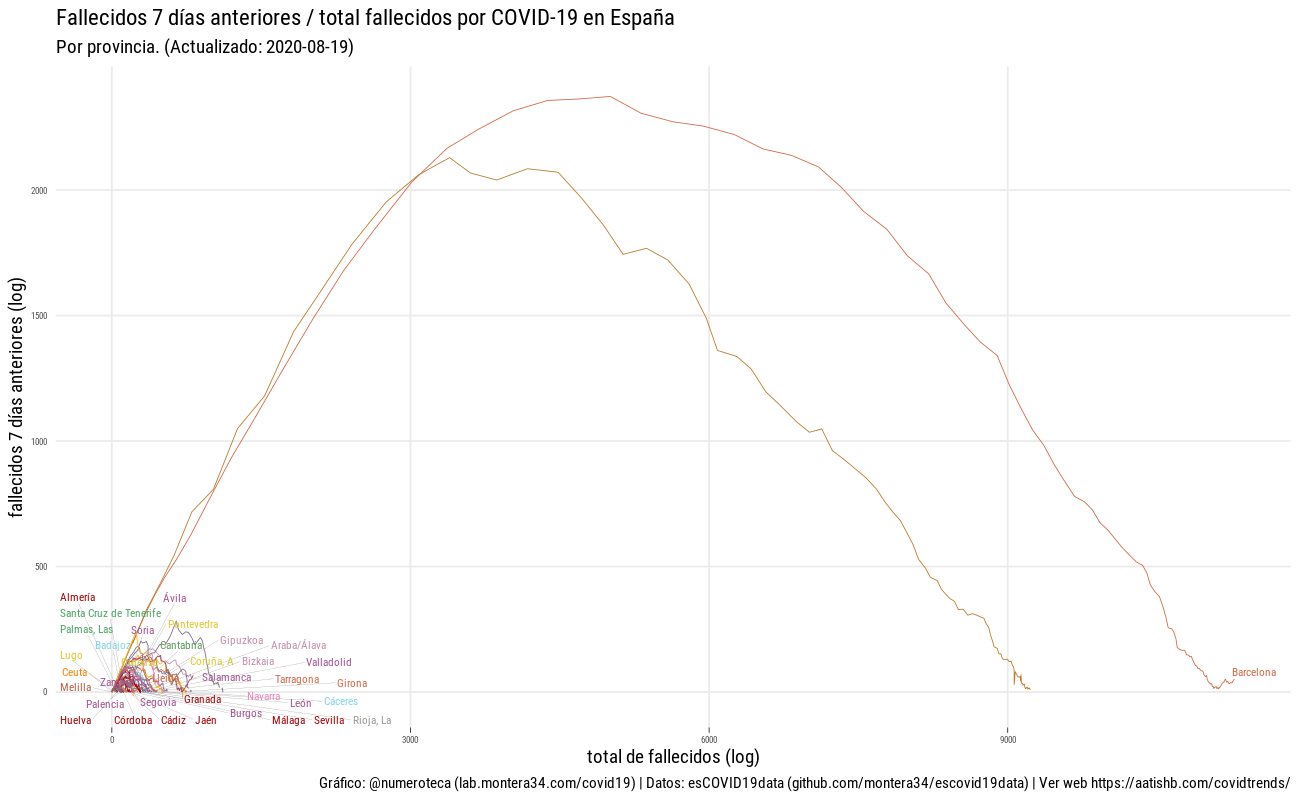 Fallecidos 7 días anteriores / total fallecidos por COVID-19 en España
Por provincia. (Actualizado: 2020-08-19)
fallecidos 7 días anteriores (log)
2000
1500
1000
500
0
Almería
Ávila
Santa Cruz de Tenerife
Pontevedra
Palmas, Las
Soria
Badajoz
Cantabria
Gipuzkoa
Araba/Álava
Lugo
Coruña, A
Bizkaia
Valladolid
Ceuta
Lleida
Salamanca
Tarragona
Girona
Barcelona
Melilla
Palencia
Segovia
Granada
Navarra
León
Cáceres
Burgos
Huelva
Córdoba
Cádiz
Jaén
Málaga
Sevilla
Rioja, La
0
3000
6000
9000
total de fallecidos (log)
Gráfico: @numeroteca (lab.montera34.com/covid19) | Datos: esCOVID19data (github.com/montera34/escovid19data) | Ver web https://aatishb.com/covidtrends/